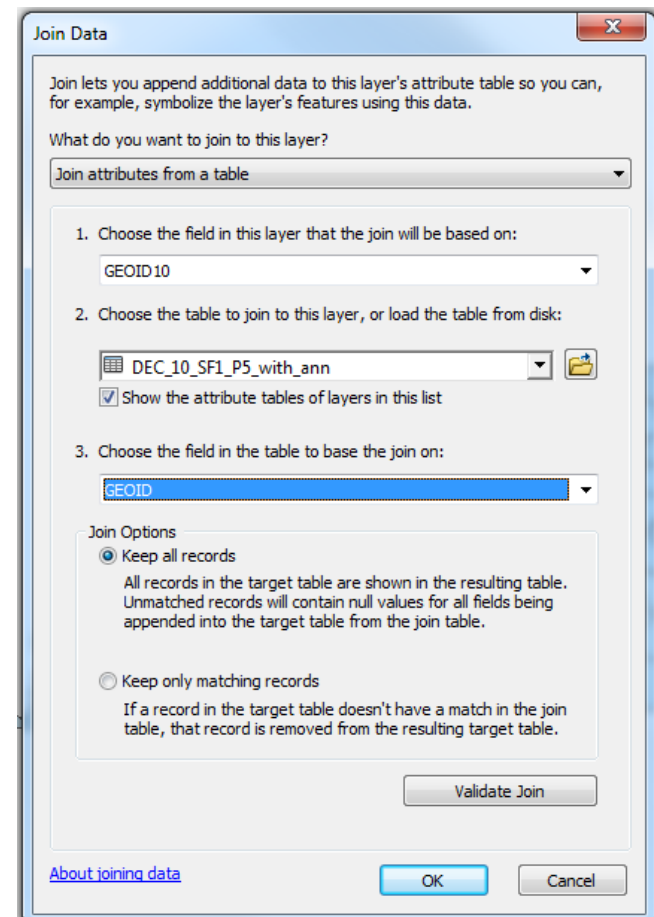 Join Data
Join lets you append additional data to this layer's attribute table so you can,
for example, symbolize the layer's features using this data.
What do you want to join to this layer?
Join attributes from a table
1. Choose the field in this layer that the join will be based on:
GEOID10
2. Choose the table to join to this layer, or load the table from disk:
DEC_10_SF1_P5_with_ann
Show the attribute tables of layers in this list
3. Choose the field in the table to base the join on:
GEOID
Join Options
Keep all records
All records in the target table are shown in the resulting table.
Unmatched records will contain null values for all fields being
appended into the target table from the join table.
Keep only matching records
If a record in the target table doesn't have a match in the join
table, that record is removed from the resulting target table.
Validate Join
About joining data
OK
Cancel